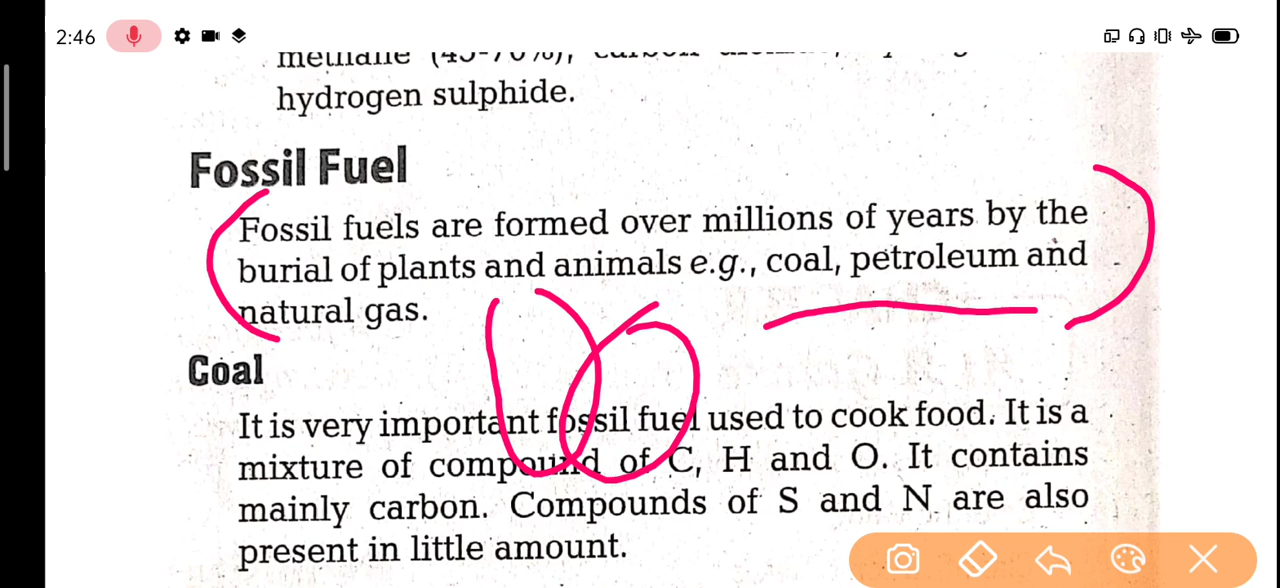 2:46
hydrogen sulphide.
Fossil Fuel
Fossil fuels are formed over millions of years by the
burial of plants and animals e.g., coal, petroleum and
natural gas.
Coal
It is very important fossil fuel used to cook food. It is a
mixture of compound of C, H and O. It contains
mainly carbon. Compounds of S and N are also
present in little amount.